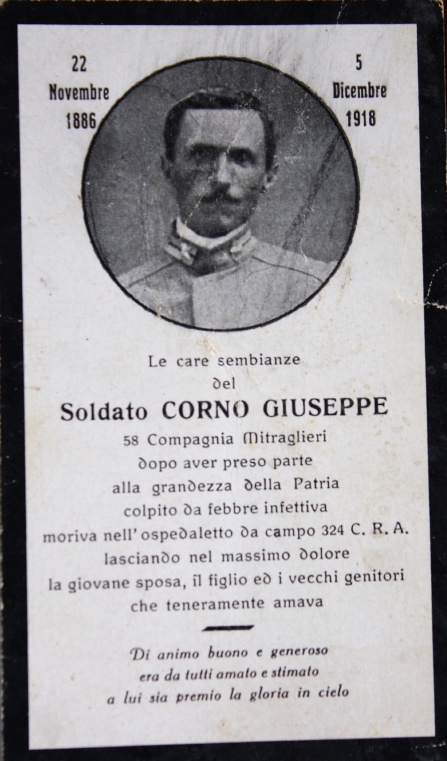 22
Novembre
1886
5
Dicembre
1918
Le care sembianze
del
Soldato CORNO GIUSEPPE
58 Compagnia Mitraglieri
dopo aver preso parte
alla grandezza della Patria
colpito da febbre infettiva
moriva nell'ospedaletto da campo 324 C. R. A.
lasciando nel massimo dolore
la giovane sposa, il figlio ed i vecchi genitori
che teneramente amava
Di animo buono e generoso
era da tutti amato e stimato
a lui sia premio la gloria in cielo